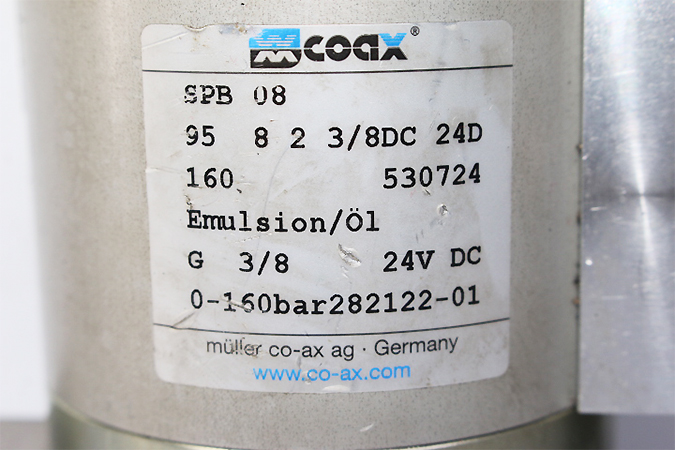 coax®
SPB 08
95 8 2 3/8DC 24D
160 530724
Emulsion/Öl
G 3/8 24V DC
0-160bar282122-01
müller co-ax ag · Germany
www.co-ax.com